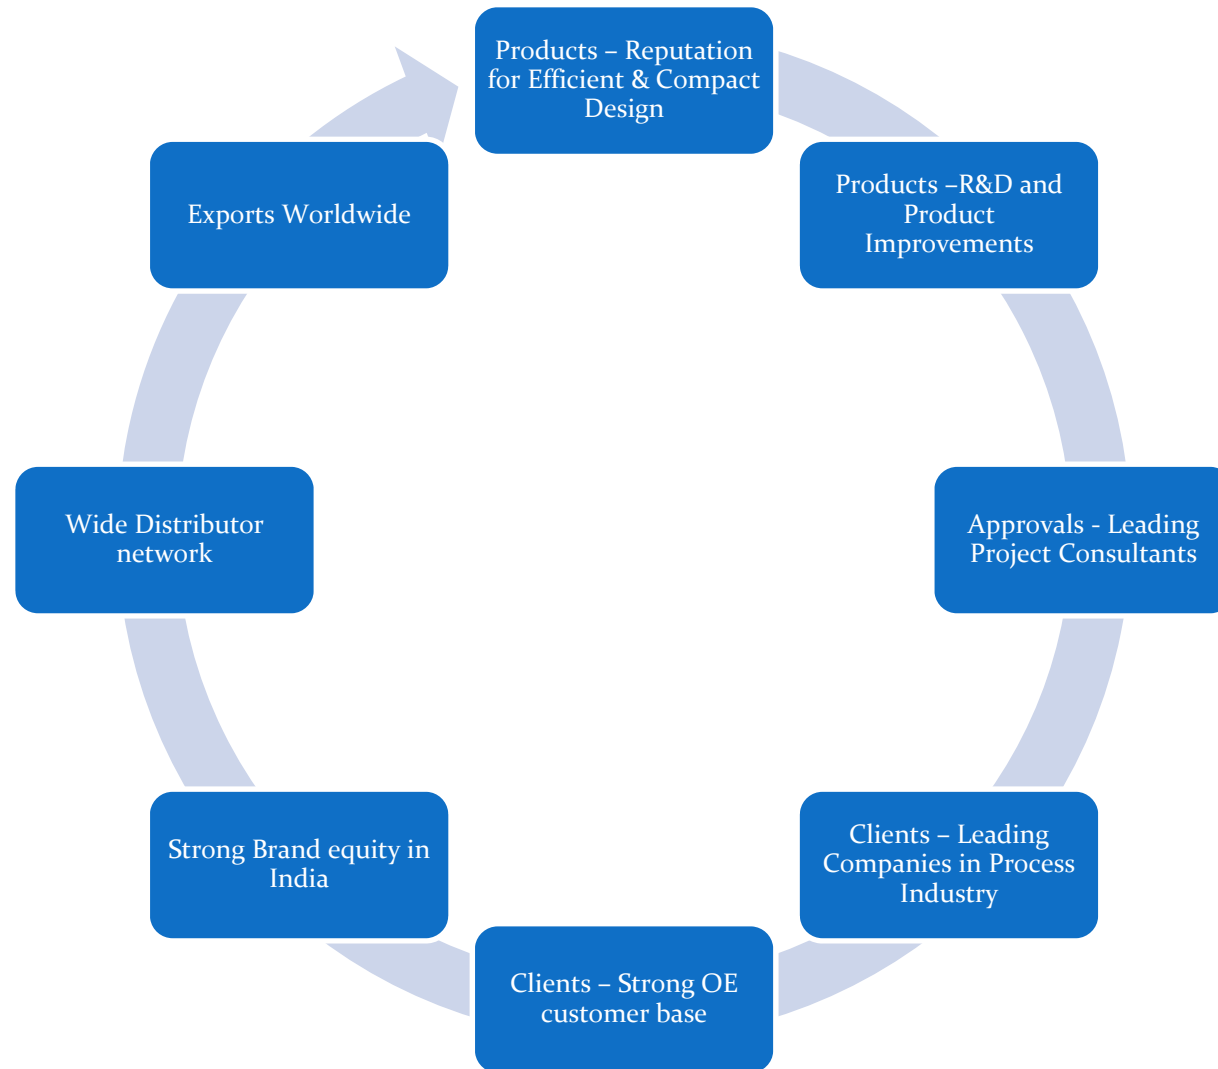 Products – Reputation
for Efficient & Compact
Design
Products –R&D and
Product
Improvements
Approvals - Leading
Project Consultants
Clients – Leading
Companies in Process
Industry
Clients – Strong OE
customer base
Strong Brand equity in
India
Wide Distributor
network
Exports Worldwide